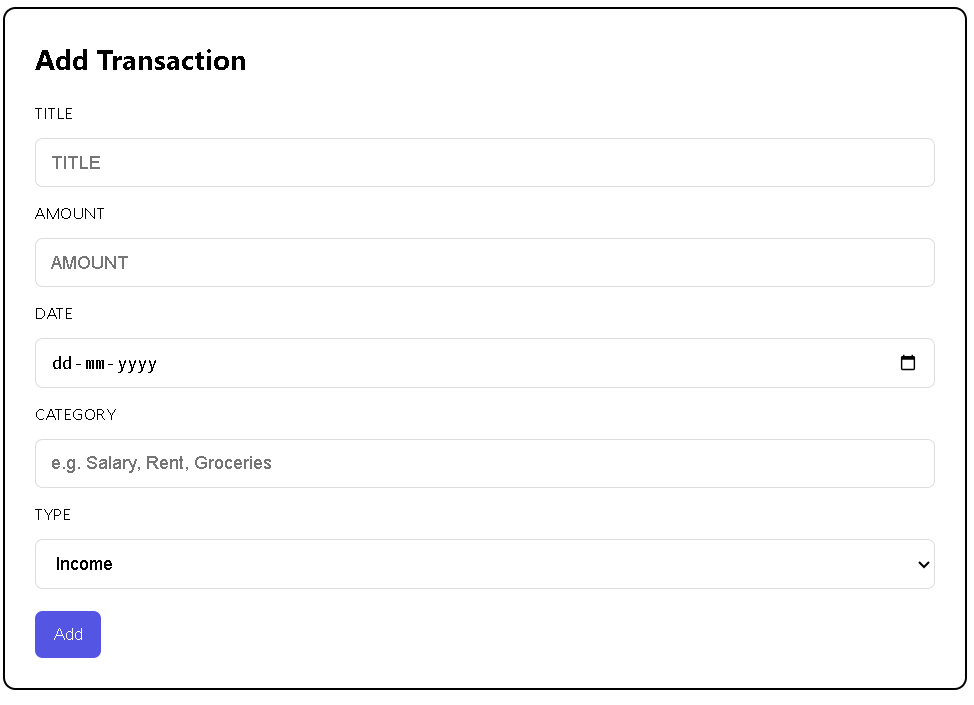 Add Transaction
TITLE
TITLE
AMOUNT
AMOUNT
DATE
dd-mm-yyyy
CATEGORY
e.g. Salary, Rent, Groceries
TYPE
Income
Add